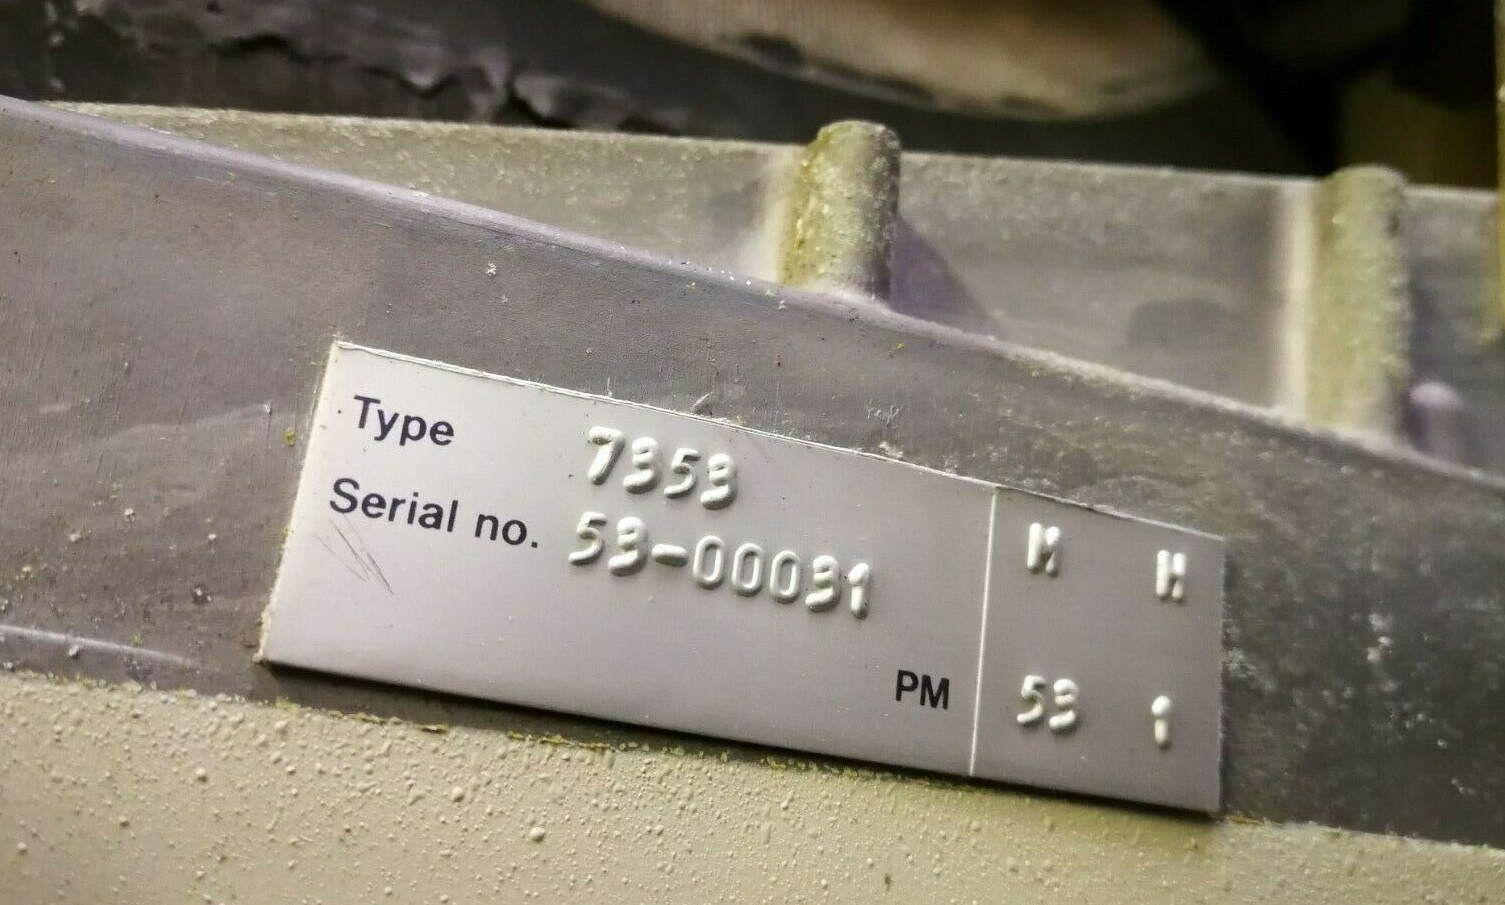 Type 7353
Serial no. 53-00031
M H
PM 53 1